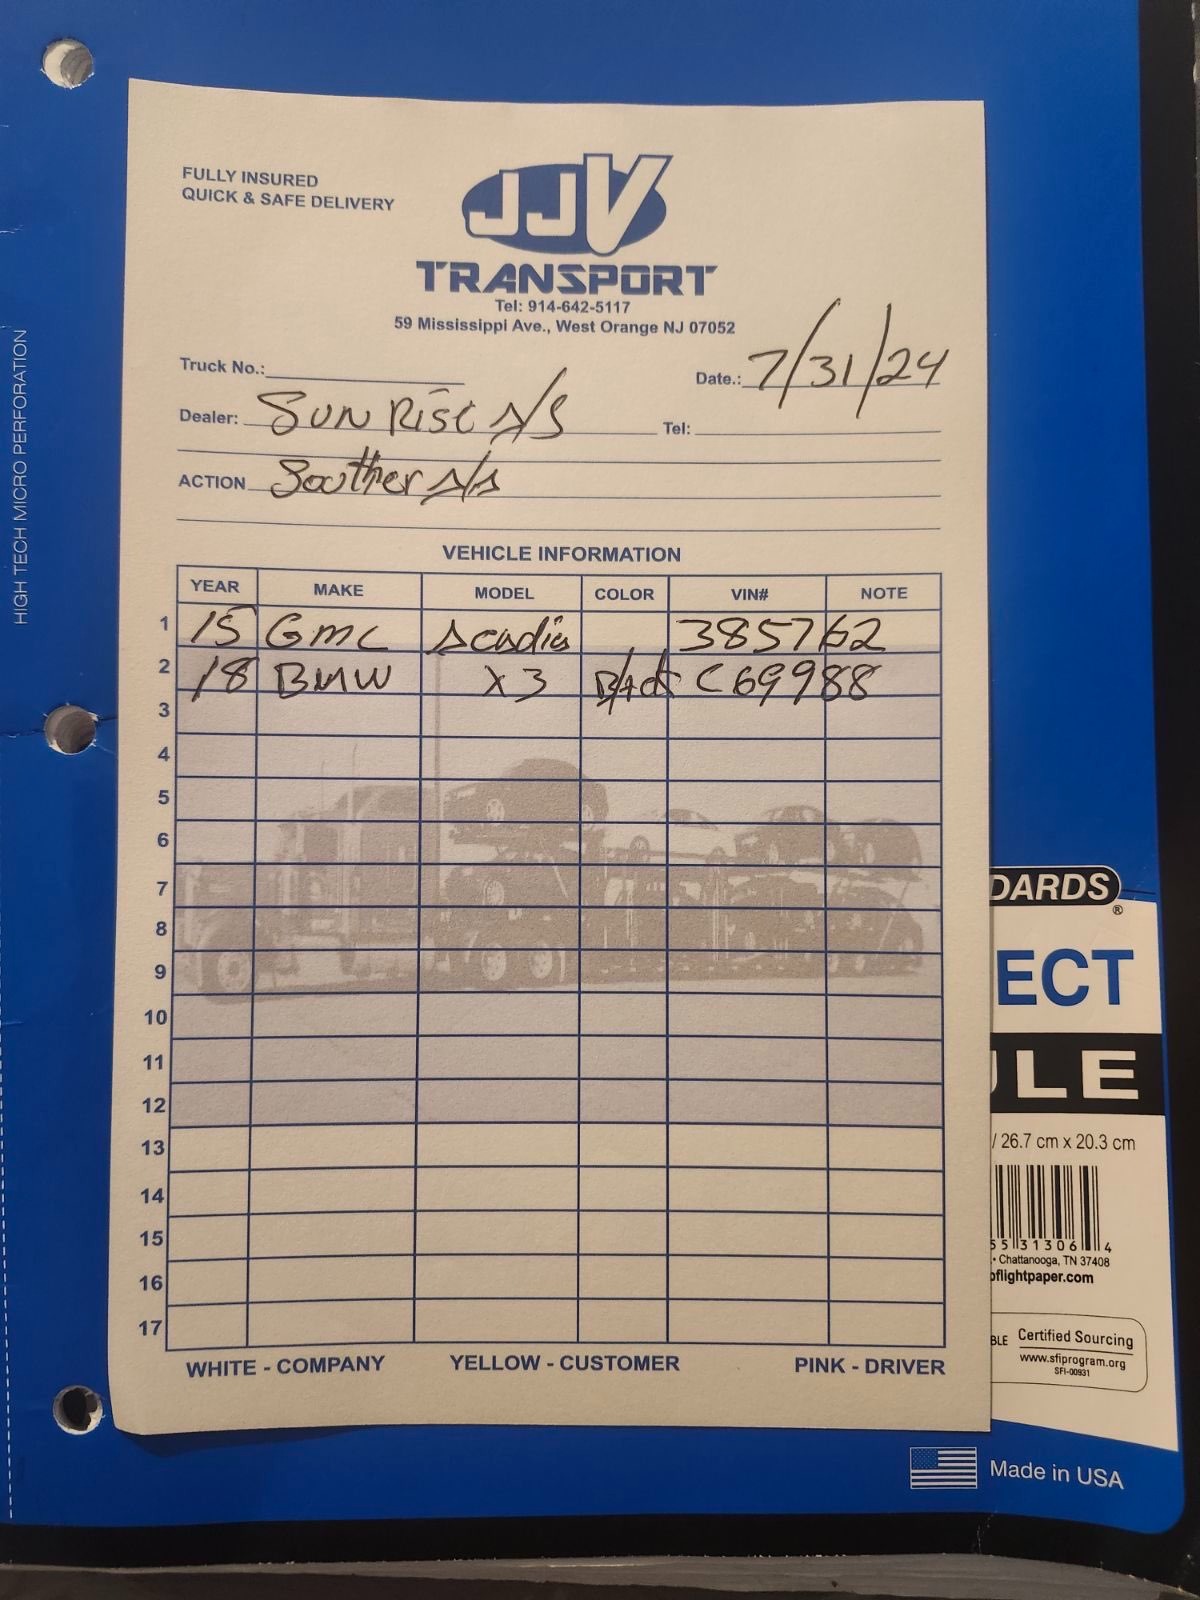 FULLY INSURED
QUICK & SAFE DELIVERY
JJV
TRANSPORT
Tel: 914-642-5117
59 Mississippi Ave., West Orange NJ 07052
Truck No.:
Date.: 7/31/24
Dealer: Sun Rise A/S
Tel:
ACTION Souther A/A
VEHICLE INFORMATION
YEAR MAKE MODEL COLOR VIN# NOTE
1 15 GMC Acadia 385762
2 18 BMW X3 C69988
3
4
5
6
7
8
9
10
11
12
13
14
15
16
17
WHITE - COMPANY YELLOW - CUSTOMER PINK - DRIVER
HIGH TECH MICRO PERFORATION
DARDS®
ECT
LE
/ 26.7 cm x 20.3 cm
55 31306 4
• Chattanooga, TN 37408
oflightpaper.com
BLE Certified Sourcing
www.sfiprogram.org
SFI-00931
Made in USA